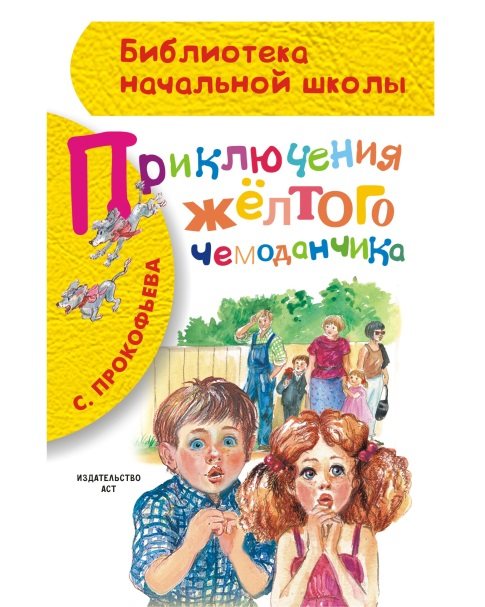 Библиотека
начальной школы
Приключения
жёлтого
чемоданчика
С. ПРОКОФЬЕВА
ИЗДАТЕЛЬСТВО
АСТ